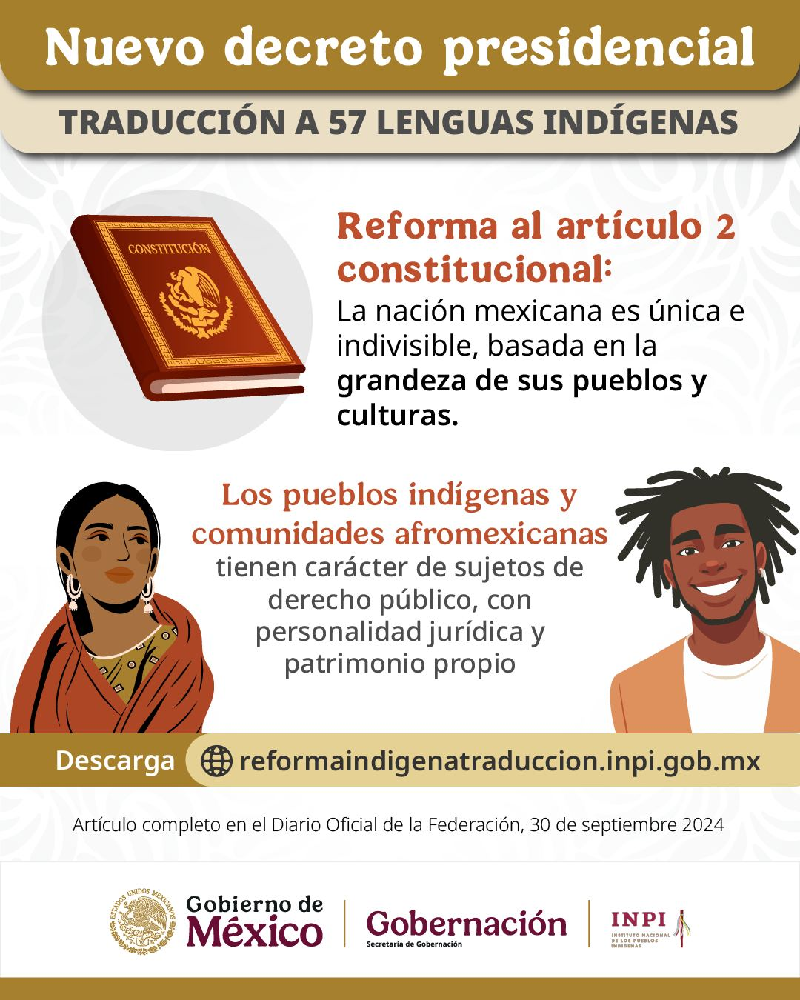 Nuevo decreto presidencial
TRADUCCIÓN A 57 LENGUAS INDÍGENAS
CONSTITUCIÓN
Reforma al artículo 2
constitucional:
La nación mexicana es única e
indivisible, basada en la
grandeza de sus pueblos y
culturas.
Los pueblos indígenas y
comunidades afromexicanas
tienen carácter de sujetos de
derecho público, con
personalidad jurídica y
patrimonio propio
Descarga reformaindigenatraduccion.inpi.gob.mx
Artículo completo en el Diario Oficial de la Federación, 30 de septiembre 2024
ESTADOS UNIDOS MEXICANOS
Gobierno de
México
Gobernación
Secretaría de Gobernación
INPI
INSTITUTO NACIONAL
DE LOS PUEBLOS
INDÍGENAS